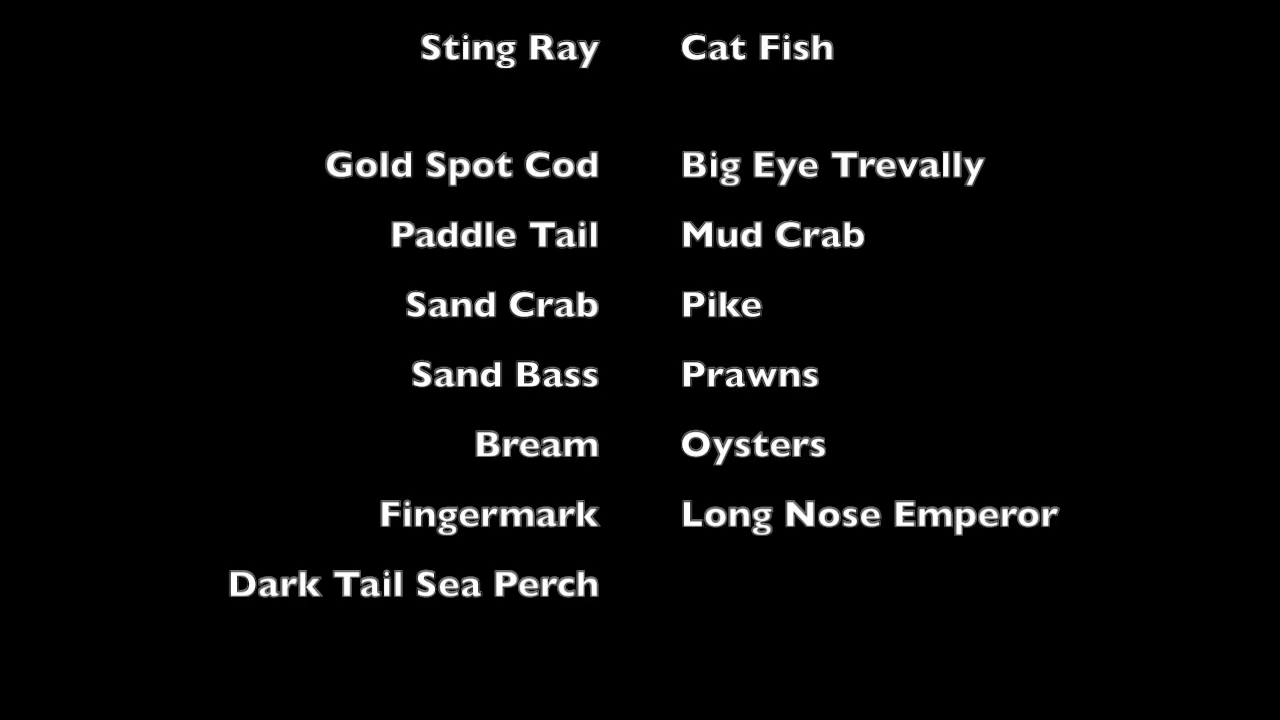 Sting Ray Cat Fish
Gold Spot Cod Big Eye Trevally
Paddle Tail Mud Crab
Sand Crab Pike
Sand Bass Prawns
Bream Oysters
Fingermark Long Nose Emperor
Dark Tail Sea Perch